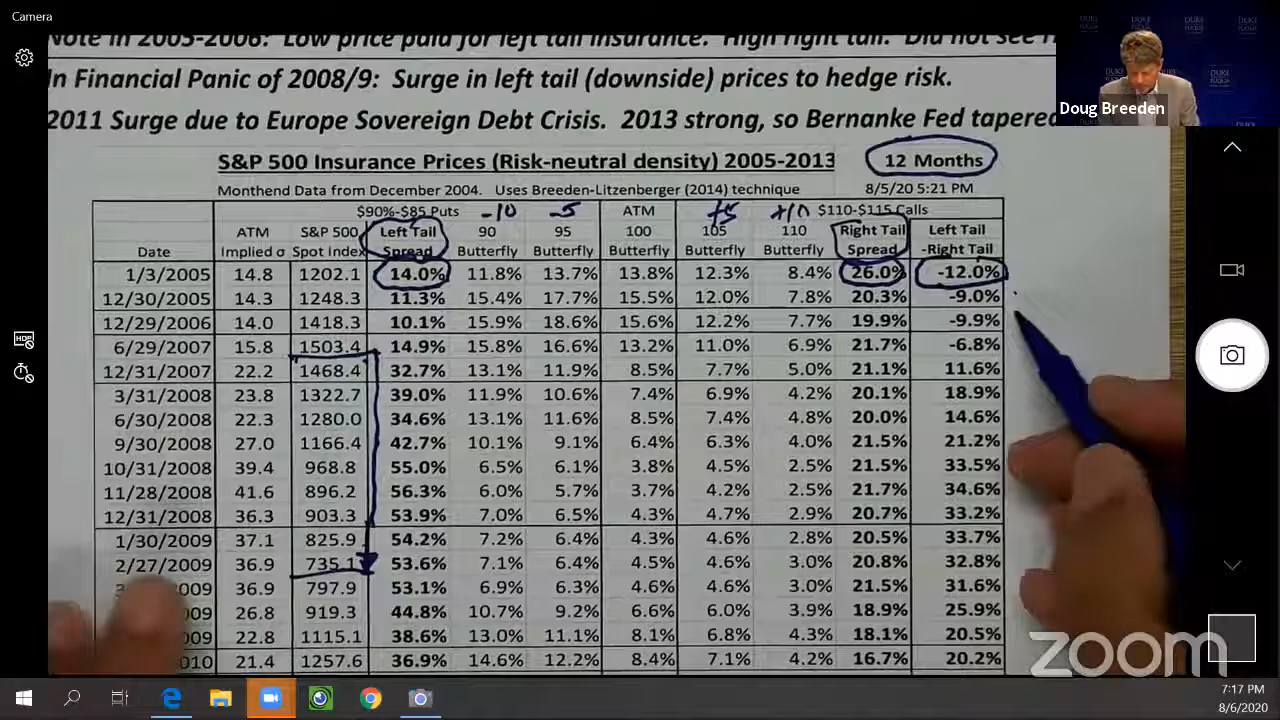 Camera
Note in 2005-2006: Low price paid for left tail insurance. High right tail. Did not see
In Financial Panic of 2008/9: Surge in left tail (downside) prices to hedge risk.
2011 Surge due to Europe Sovereign Debt Crisis. 2013 strong, so Bernanke Fed tapered
DUKE
Doug Breeden
S&P 500 Insurance Prices (Risk-neutral density) 2005-2013 12 Months
Monthend Data from December 2004. Uses Breeden-Litzenberger (2014) technique 8/5/20 5:21 PM
$90%-$85 Puts -10 -5 ATM +5 +10 $110-$115 Calls
ATM S&P 500 Left Tail 90 95 100 105 110 Right Tail Left Tail
Date Implied σ Spot Index Spread Butterfly Butterfly Butterfly Butterfly Butterfly Spread -Right Tail
1/3/2005 14.8 1202.1 14.0% 11.8% 13.7% 13.8% 12.3% 8.4% 26.0% -12.0%
12/30/2005 14.3 1248.3 11.3% 15.4% 17.7% 15.5% 12.0% 7.8% 20.3% -9.0%
12/29/2006 14.0 1418.3 10.1% 15.9% 18.6% 15.6% 12.2% 7.7% 19.9% -9.9%
6/29/2007 15.8 1503.4 14.9% 15.8% 16.6% 13.2% 11.0% 6.9% 21.7% -6.8%
12/31/2007 22.2 1468.4 32.7% 13.1% 11.9% 8.5% 7.7% 5.0% 21.1% 11.6%
3/31/2008 23.8 1322.7 39.0% 11.9% 10.6% 7.4% 6.9% 4.2% 20.1% 18.9%
6/30/2008 22.3 1280.0 34.6% 13.1% 11.6% 8.5% 7.4% 4.8% 20.0% 14.6%
9/30/2008 27.0 1166.4 42.7% 10.1% 9.1% 6.4% 6.3% 4.0% 21.5% 21.2%
10/31/2008 39.4 968.8 55.0% 6.5% 6.1% 3.8% 4.5% 2.5% 21.5% 33.5%
11/28/2008 41.6 896.2 56.3% 6.0% 5.7% 3.7% 4.2% 2.5% 21.7% 34.6%
12/31/2008 36.3 903.3 53.9% 7.0% 6.5% 4.3% 4.7% 2.9% 20.7% 33.2%
1/30/2009 37.1 825.9 54.2% 7.2% 6.4% 4.3% 4.6% 2.8% 20.5% 33.7%
2/27/2009 36.9 735.1 53.6% 7.1% 6.4% 4.5% 4.6% 3.0% 20.8% 32.8%
009 36.9 797.9 53.1% 6.9% 6.3% 4.6% 4.6% 3.0% 21.5% 31.6%
009 26.8 919.3 44.8% 10.7% 9.2% 6.6% 6.0% 3.9% 18.9% 25.9%
009 22.8 1115.1 38.6% 13.0% 11.1% 8.1% 6.8% 4.3% 18.1% 20.5%
010 21.4 1257.6 36.9% 14.6% 12.2% 8.4% 7.1% 4.2% 16.7% 20.2%
zoom
7:17 PM
8/6/2020